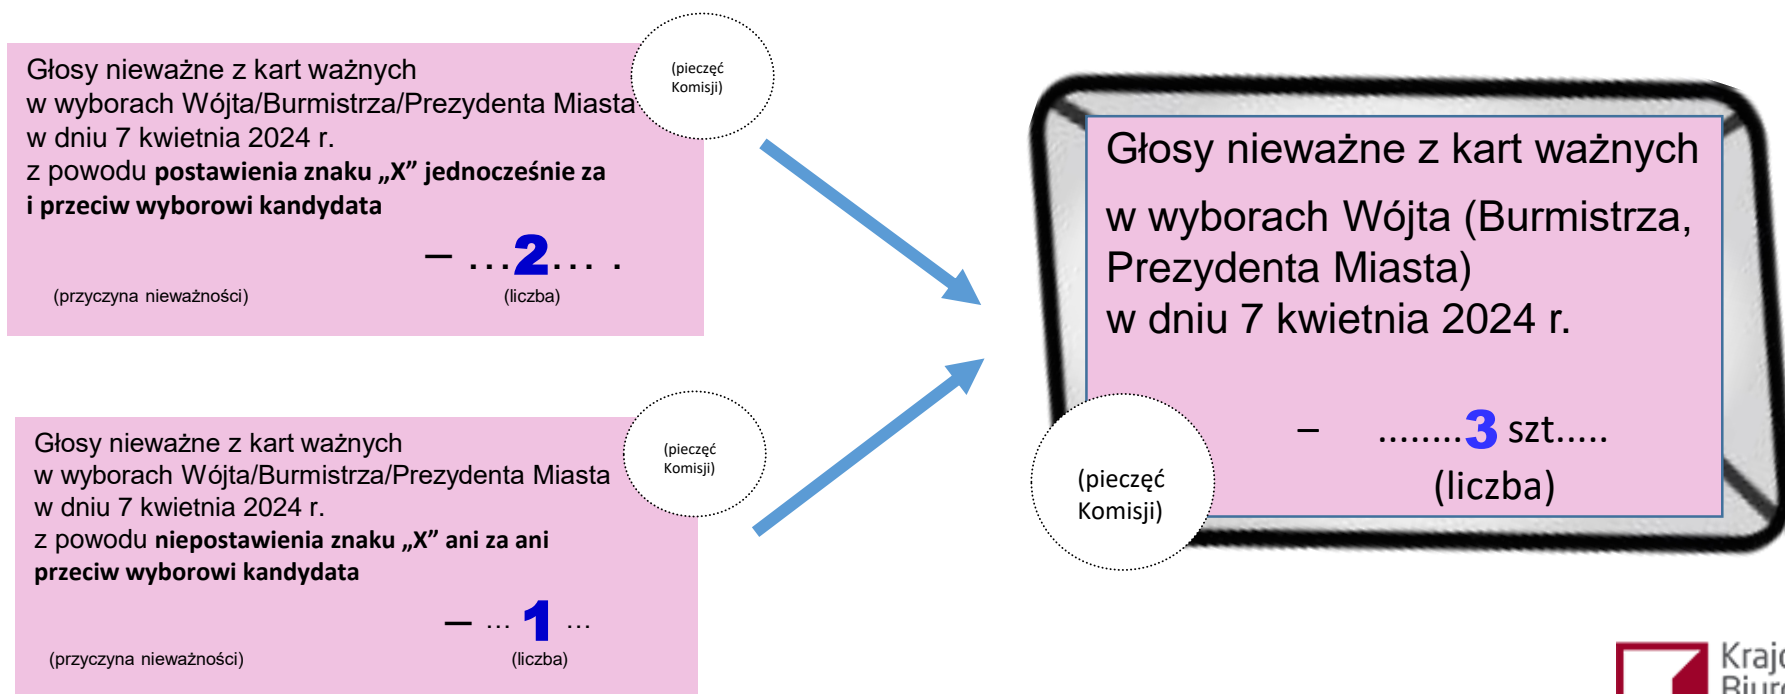 Głosy nieważne z kart ważnych
w wyborach Wójta/Burmistrza/Prezydenta Miasta
w dniu 7 kwietnia 2024 r.
z powodu postawienia znaku „X” jednocześnie za
i przeciw wyborowi kandydata
– ...2... .
(przyczyna nieważności) (liczba)
(pieczęć
Komisji)
Głosy nieważne z kart ważnych
w wyborach Wójta/Burmistrza/Prezydenta Miasta
w dniu 7 kwietnia 2024 r.
z powodu niepostawienia znaku „X” ani za ani
przeciw wyborowi kandydata
– ... 1 ...
(przyczyna nieważności) (liczba)
(pieczęć
Komisji)
Głosy nieważne z kart ważnych
w wyborach Wójta (Burmistrza,
Prezydenta Miasta)
w dniu 7 kwietnia 2024 r.
– ........3 szt.....
(liczba)
(pieczęć
Komisji)